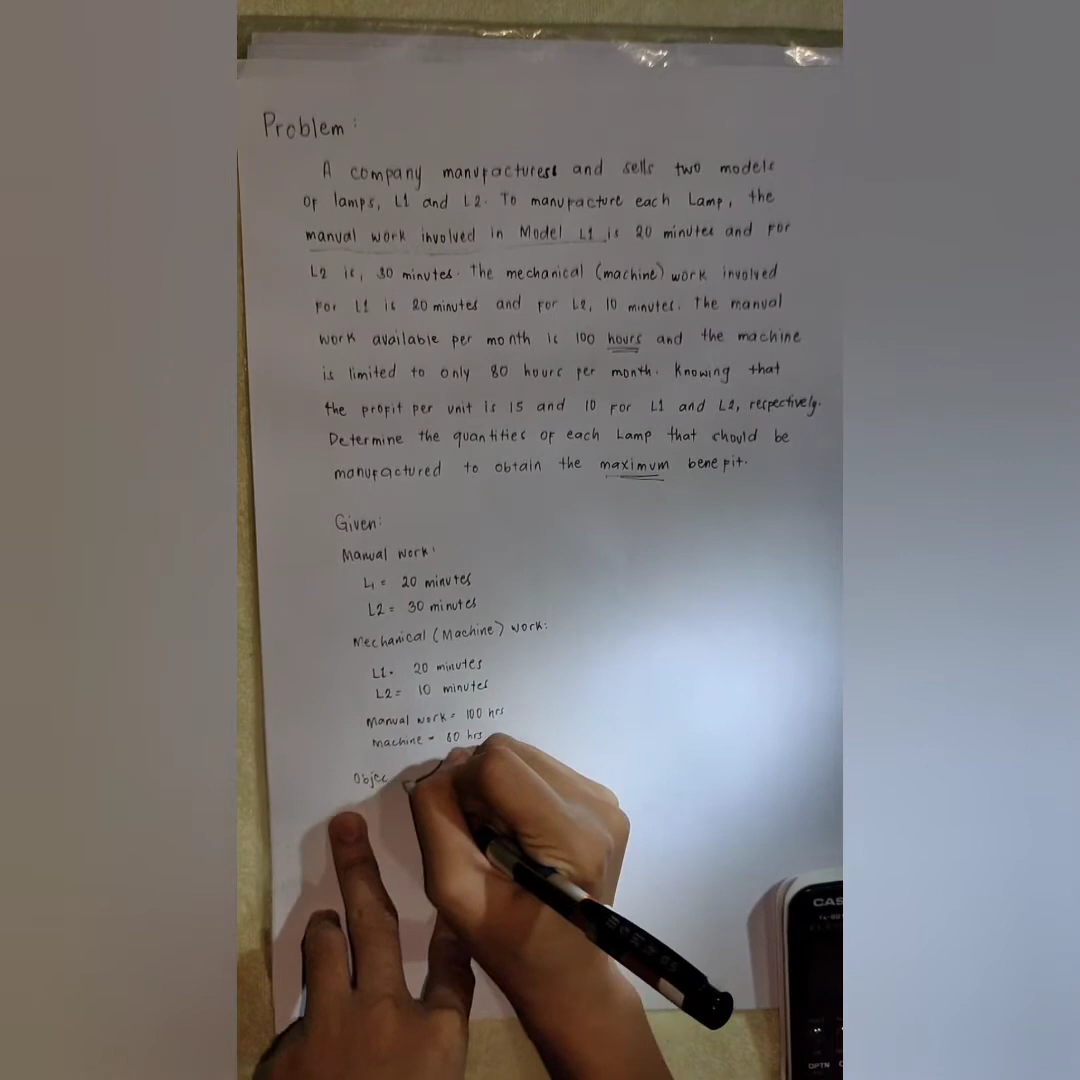 Problem:
A company manufactures and sells two models
of lamps, L1 and L2. To manufacture each Lamp, the
manual work involved in Model L1 is 20 minutes and for
L2 is, 30 minutes. The mechanical (machine) work involved
for L1 is 20 minutes and for L2, 10 minutes. The manual
work available per month is 100 hours and the machine
is limited to only 80 hours per month. Knowing that
the profit per unit is 15 and 10 for L1 and L2, respectively.
Determine the quantities of each Lamp that should be
manufactured to obtain the maximum benefit.
Given:
Manual work:
L1 = 20 minutes
L2 = 30 minutes
Mechanical (Machine) work:
L1 = 20 minutes
L2 = 10 minutes
Manual work = 100 hrs
Machine = 80 hrs
Objec
CAS
OPTN